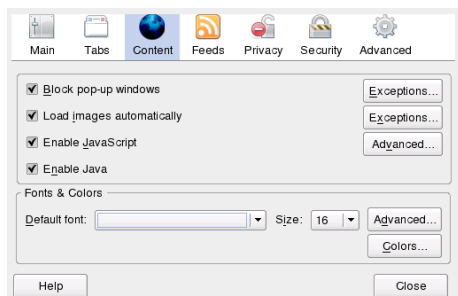 Main Tabs Content Feeds Privacy Security Advanced
Block pop-up windows Exceptions...
Load images automatically Exceptions...
Enable JavaScript Advanced...
Enable Java
Fonts & Colors
Default font: Size: 16 Advanced...
Colors...
Help Close